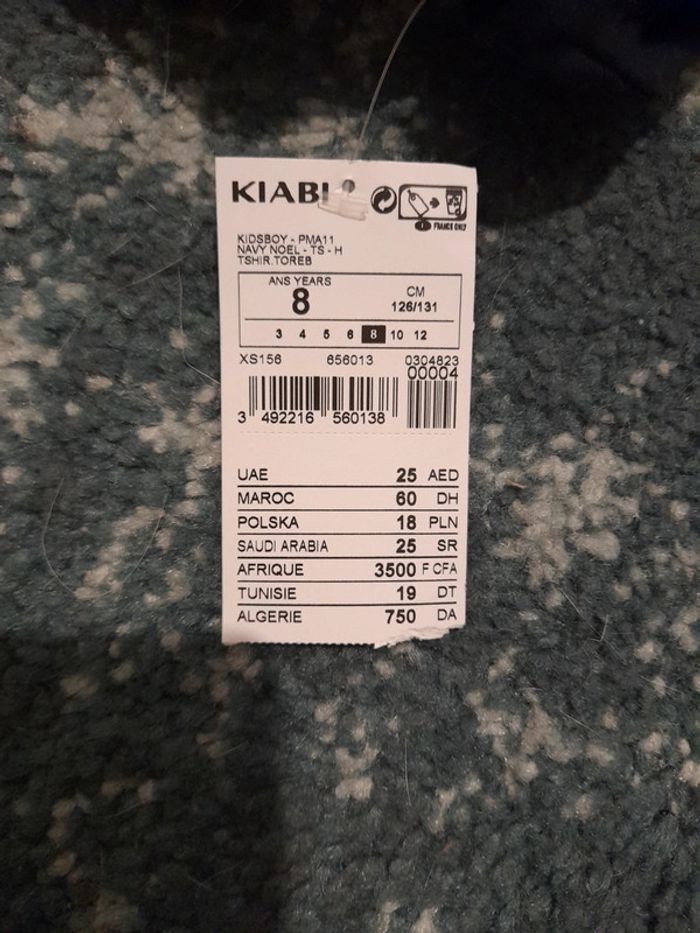 KIABI
FRANCE ONLY
KIDSBOY - PMA11
NAVY NOEL - TS - H
TSHIR.TOREB
ANS YEARS
8
CM
126/131
3 4 5 6 8 10 12
XS156 656013 0304823
00004
3 492216 560138
UAE 25 AED
MAROC 60 DH
POLSKA 18 PLN
SAUDI ARABIA 25 SR
AFRIQUE 3500 F CFA
TUNISIE 19 DT
ALGERIE 750 DA